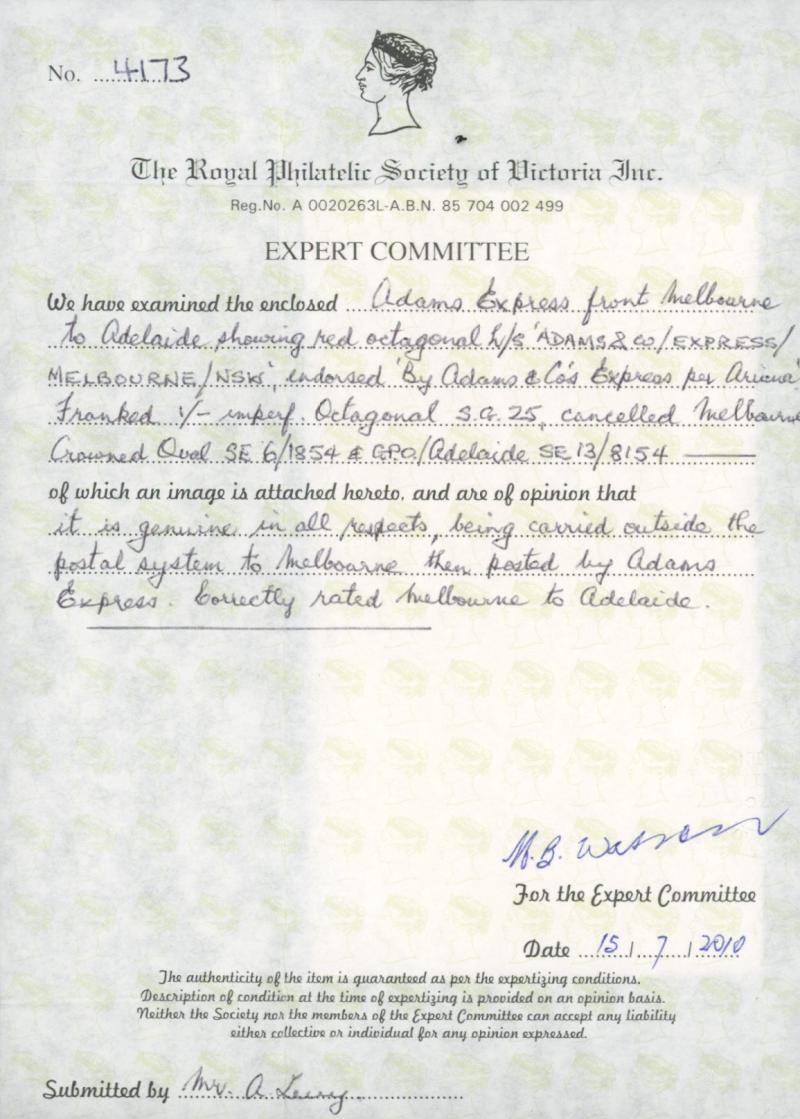 No. 4173
The Royal Philatelic Society of Victoria Inc.
Reg.No. A 0020263L-A.B.N. 85 704 002 499
EXPERT COMMITTEE
We have examined the enclosed Adams Express front Melbourne
to Adelaide showing red octagonal h/s 'ADAMS & CO/EXPRESS/
MELBOURNE/NSW', endorsed 'By Adams & Co's Express per
Franked 1/- imperf. Octagonal S.G. 25, cancelled Melbourne
Crowned Oval SE 6/1854 & GPO/Adelaide SE 13/8154
of which an image is attached hereto, and are of opinion that
it is genuine in all respects, being carried outside the
postal system to Melbourne then posted by Adams
Express. Correctly rated Melbourne to Adelaide.
M.B. Watson
For the Expert Committee
Date 15/7/2010
The authenticity of the item is guaranteed as per the expertizing conditions.
Description of condition at the time of expertizing is provided on an opinion basis.
Neither the Society nor the members of the Expert Committee can accept any liability
either collective or individual for any opinion expressed.
Submitted by Mr. A